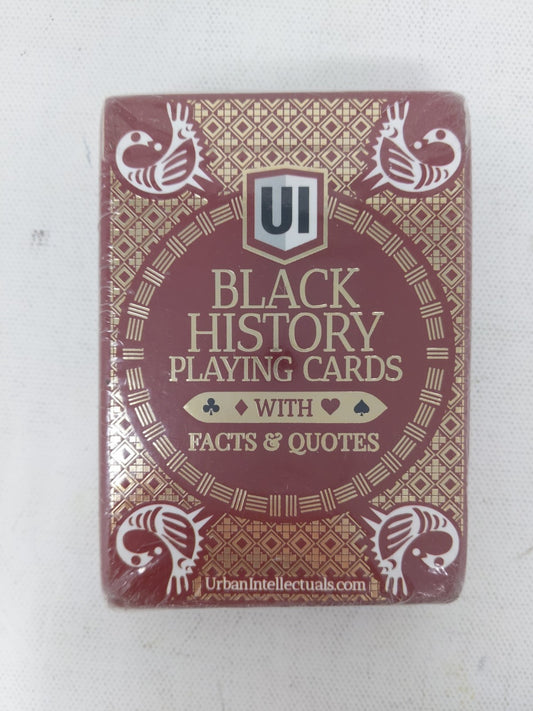 UI
BLACK
HISTORY
PLAYING CARDS
WITH
FACTS & QUOTES
UrbanIntellectuals.com